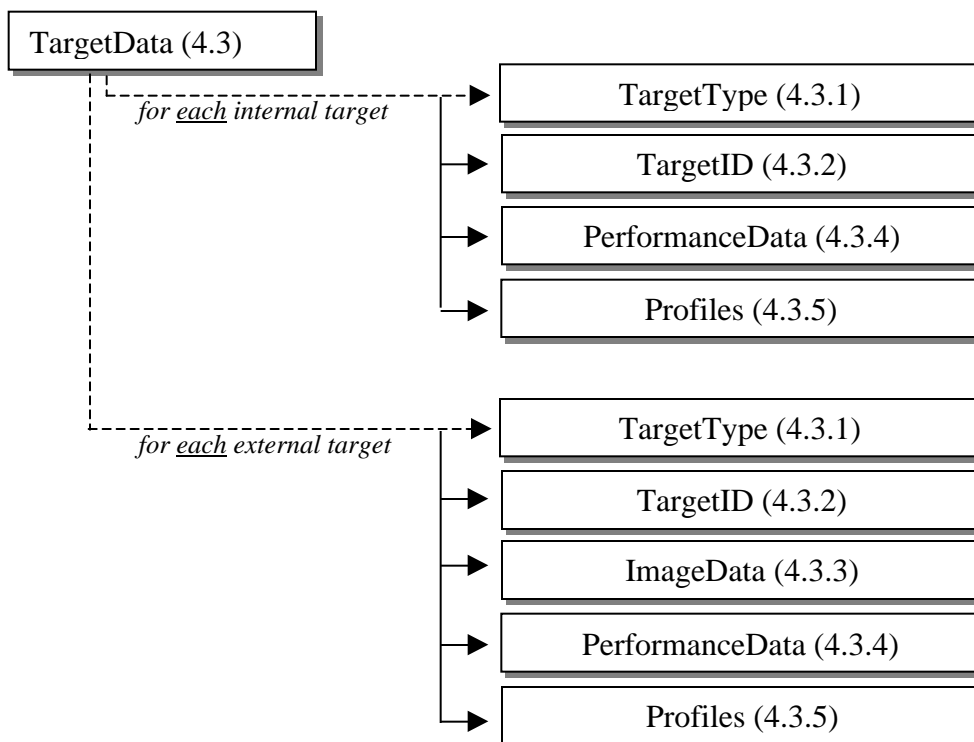 TargetData (4.3)
for each internal target
TargetType (4.3.1)
TargetID (4.3.2)
PerformanceData (4.3.4)
Profiles (4.3.5)
for each external target
TargetType (4.3.1)
TargetID (4.3.2)
ImageData (4.3.3)
PerformanceData (4.3.4)
Profiles (4.3.5)